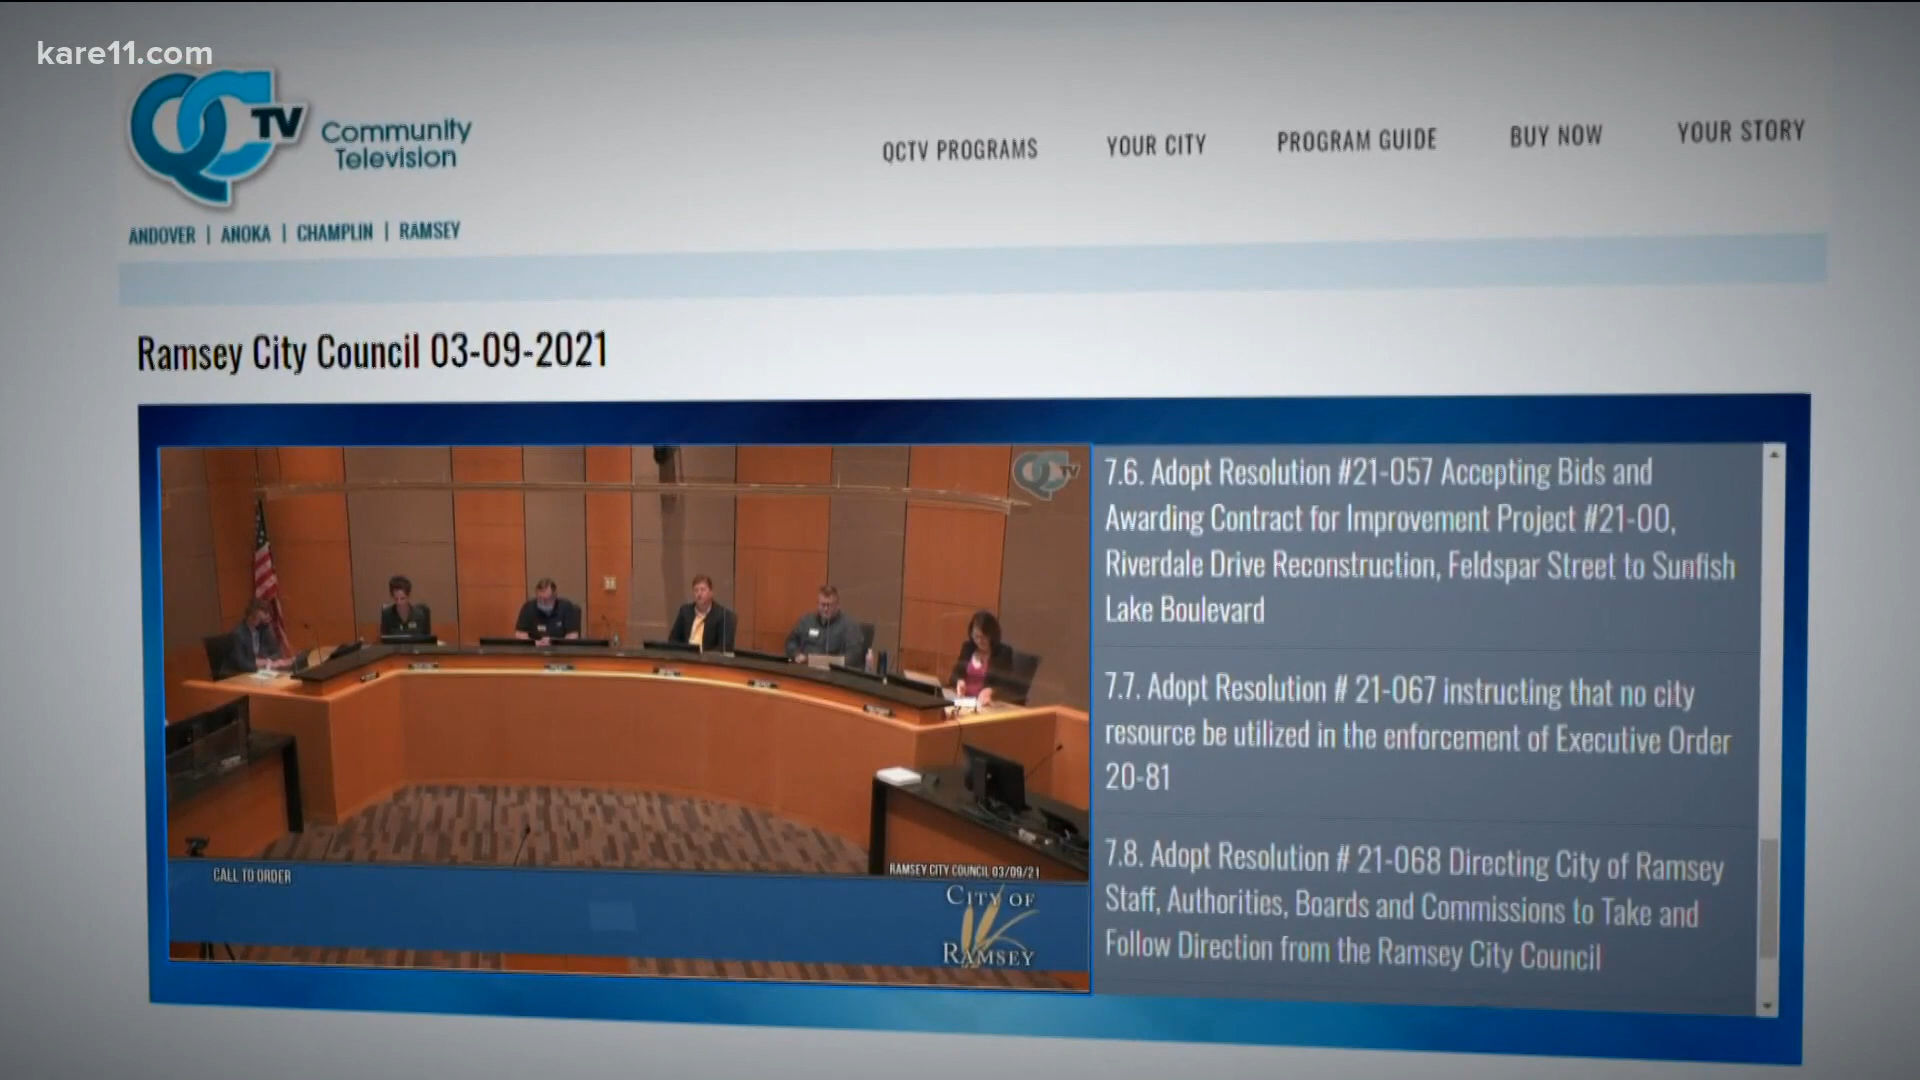 kare11.com
QC TV
Community
Television
QCTV PROGRAMS
YOUR CITY
PROGRAM GUIDE
BUY NOW
YOUR STORY
ANDOVER | ANOKA | CHAMPLIN | RAMSEY
Ramsey City Council 03-09-2021
QCTV
7.6. Adopt Resolution #21-057 Accepting Bids and
Awarding Contract for Improvement Project #21-00,
Riverdale Drive Reconstruction, Feldspar Street to Sunfish
Lake Boulevard
7.7. Adopt Resolution # 21-067 instructing that no city
resource be utilized in the enforcement of Executive Order
20-81
7.8. Adopt Resolution # 21-068 Directing City of Ramsey
Staff, Authorities, Boards and Commissions to Take and
Follow Direction from the Ramsey City Council
CALL TO ORDER
RAMSEY CITY COUNCIL 03/09/21
CITY OF
RAMSEY